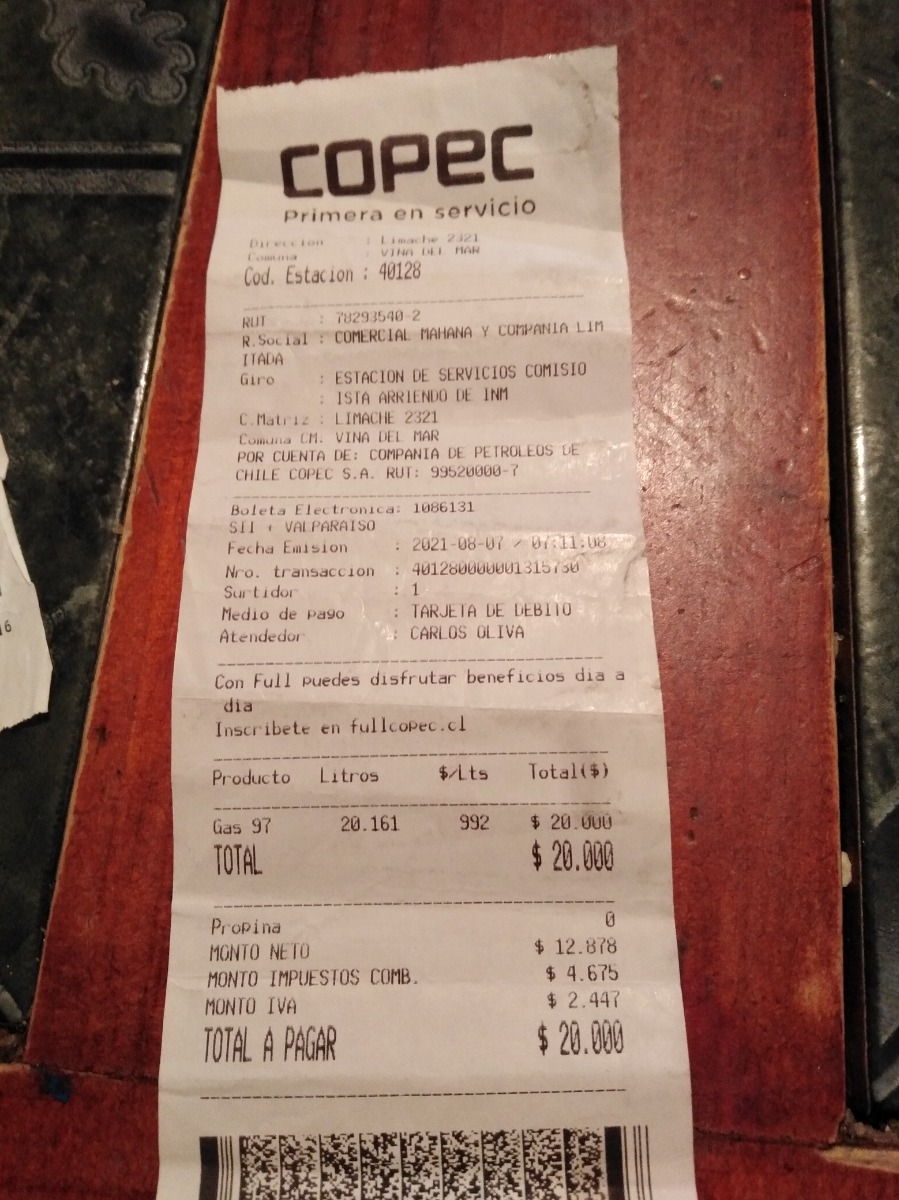 copec
Primera en servicio
Direccion : Limache 2321
Comuna : VINA DEL MAR
Cod. Estacion : 40128
RUT : 78293540-2
R.Social : COMERCIAL MAHANA Y COMPANIA LIM
ITADA
Giro : ESTACION DE SERVICIOS COMISIO
: ISTA ARRIENDO DE INM
C.Matriz : LIMACHE 2321
Comuna CM. VINA DEL MAR
POR CUENTA DE: COMPANIA DE PETROLEOS DE
CHILE COPEC S.A. RUT: 99520000-7
Boleta Electronica: 1086131
SII : VALPARAISO
Fecha Emision : 2021-08-07 / 07:11:08
Nro. transaccion : 401280000001315730
Surtidor : 1
Medio de pago : TARJETA DE DEBITO
Atendedor : CARLOS OLIVA
Con Full puedes disfrutar beneficios dia a
dia
Inscribete en fullcopec.cl
Producto Litros $/Lts Total($)
Gas 97 20.161 992 $ 20.000
TOTAL $ 20.000
Propina 0
MONTO NETO $ 12.878
MONTO IMPUESTOS COMB. $ 4.675
MONTO IVA $ 2.447
TOTAL A PAGAR $ 20.000